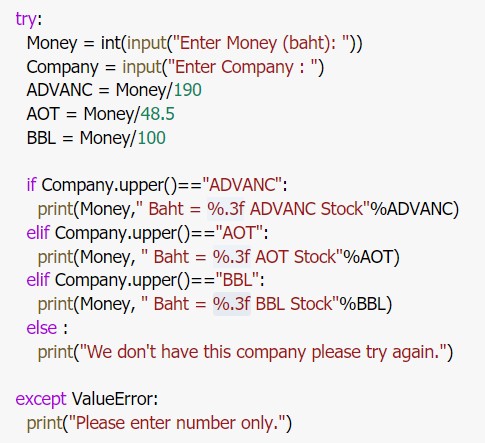 try:
Money = int(input("Enter Money (baht): "))
Company = input("Enter Company : ")
ADVANC = Money/190
AOT = Money/48.5
BBL = Money/100
if Company.upper()=="ADVANC":
print(Money," Baht = %.3f ADVANC Stock"%ADVANC)
elif Company.upper()=="AOT":
print(Money, " Baht = %.3f AOT Stock"%AOT)
elif Company.upper()=="BBL":
print(Money, " Baht = %.3f BBL Stock"%BBL)
else :
print("We don't have this company please try again.")
except ValueError:
print("Please enter number only.")